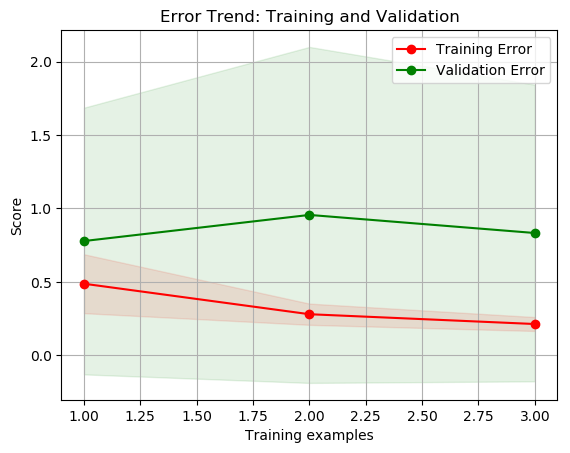 Error Trend: Training and Validation
Training Error
Validation Error
Score
2.0
1.5
1.0
0.5
0.0
1.00 1.25 1.50 1.75 2.00 2.25 2.50 2.75 3.00
Training examples